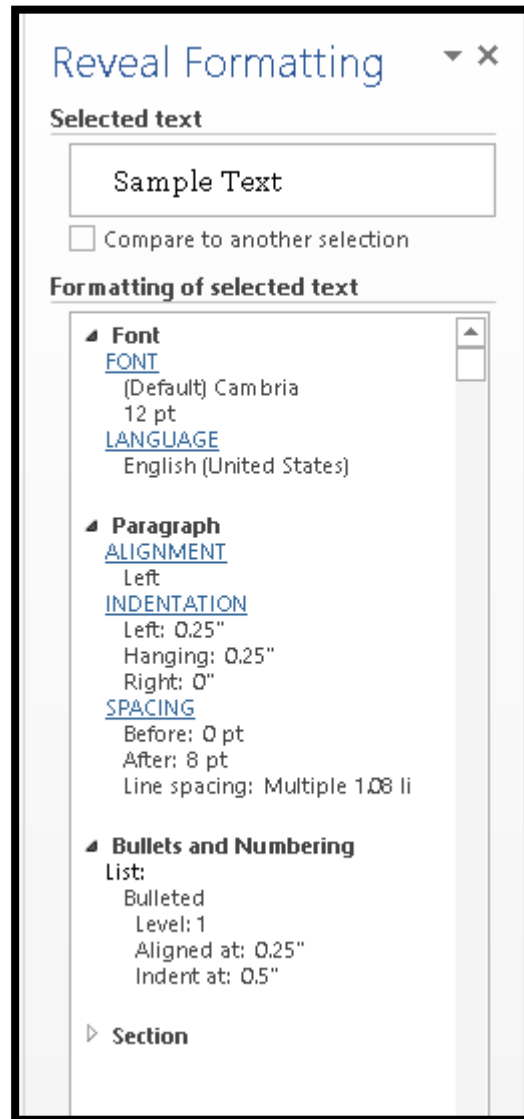 Reveal Formatting
Selected text
Sample Text
Compare to another selection
Formatting of selected text
Font
FONT
(Default) Cambria
12 pt
LANGUAGE
English (United States)
Paragraph
ALIGNMENT
Left
INDENTATION
Left: 0.25"
Hanging: 0.25"
Right: 0"
SPACING
Before: 0 pt
After: 8 pt
Line spacing: Multiple 1.08 li
Bullets and Numbering
List:
Bulleted
Level: 1
Aligned at: 0.25"
Indent at: 0.5"
Section